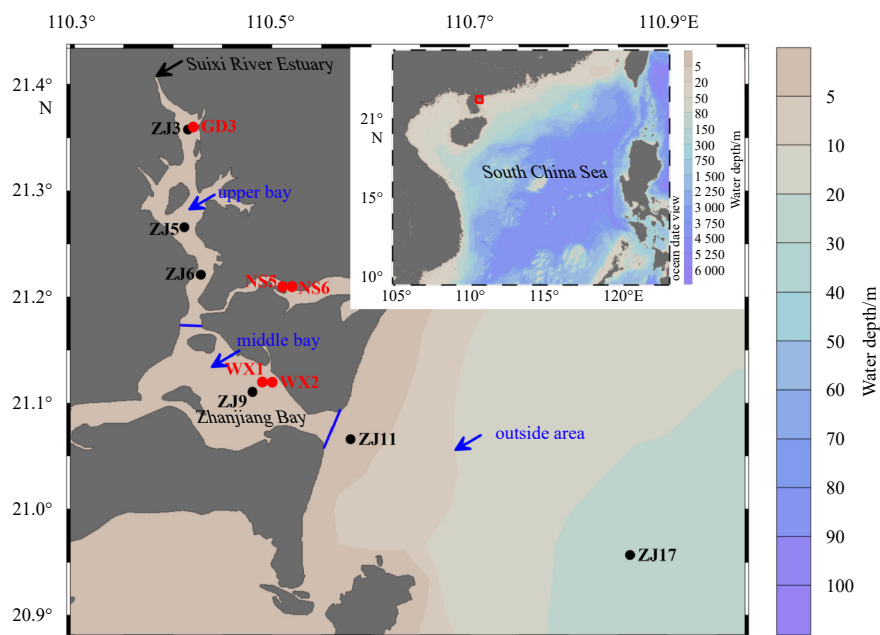 110.3° 110.5° 110.7° 110.9°E
21.4°
N
21.3°
21.2°
21.1°
21.0°
20.9°
Suixi River Estuary
ZJ3 GD3
upper bay
ZJ5
ZJ6
NS5 NS6
middle bay
WX1 WX2
ZJ9
Zhanjiang Bay
ZJ11
outside area
ZJ17
21°
N
15°
10°
105° 115° 120°E
South China Sea
5
20
50
80
150
300
750
1 500
2 250
3 000
3 750
4 500
5 250
6 000
ocean date view
Water depth/m
5
10
20
30
40
50
60
70
80
90
100
Water depth/m